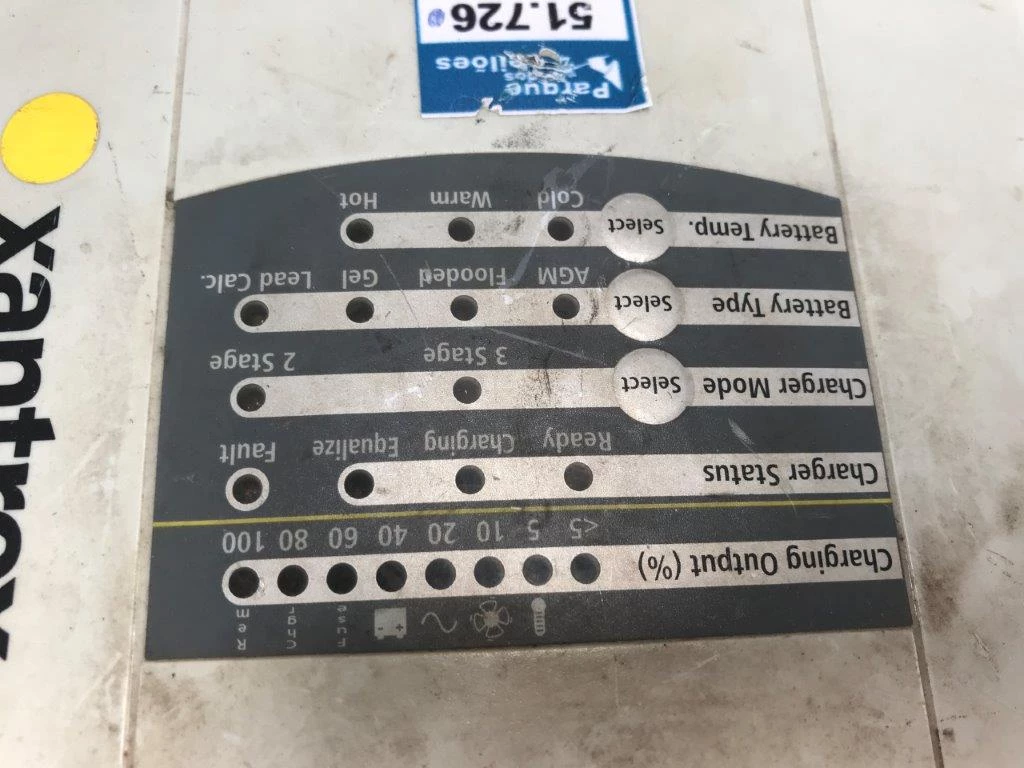 Fuse Chrg Rem
Charging Output (%)
<5 5 10 20 40 60 80 100
Charger Status
Ready Charging Equalize Fault
Charger Mode Select
3 Stage 2 Stage
Battery Type Select
AGM Flooded Gel Lead Calc.
Battery Temp. Select
Cold Warm Hot
xantrex
Parque
dos
51.726